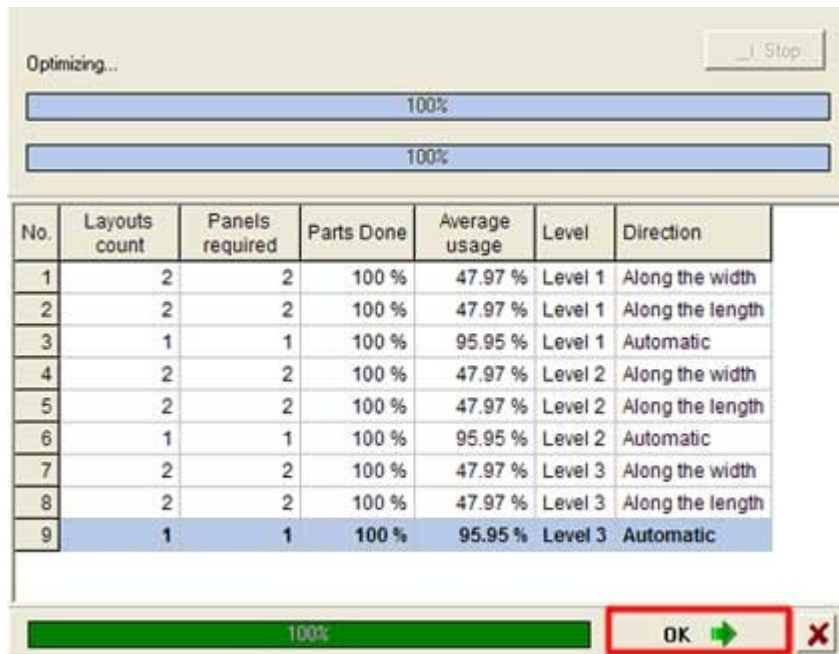 _i Stop
Optimizing...
100%
100%
No. Layouts count Panels required Parts Done Average usage Level Direction
1 2 2 100 % 47.97 % Level 1 Along the width
2 2 2 100 % 47.97 % Level 1 Along the length
3 1 1 100 % 95.95 % Level 1 Automatic
4 2 2 100 % 47.97 % Level 2 Along the width
5 2 2 100 % 47.97 % Level 2 Along the length
6 1 1 100 % 95.95 % Level 2 Automatic
7 2 2 100 % 47.97 % Level 3 Along the width
8 2 2 100 % 47.97 % Level 3 Along the length
9 1 1 100 % 95.95 % Level 3 Automatic
100% OK